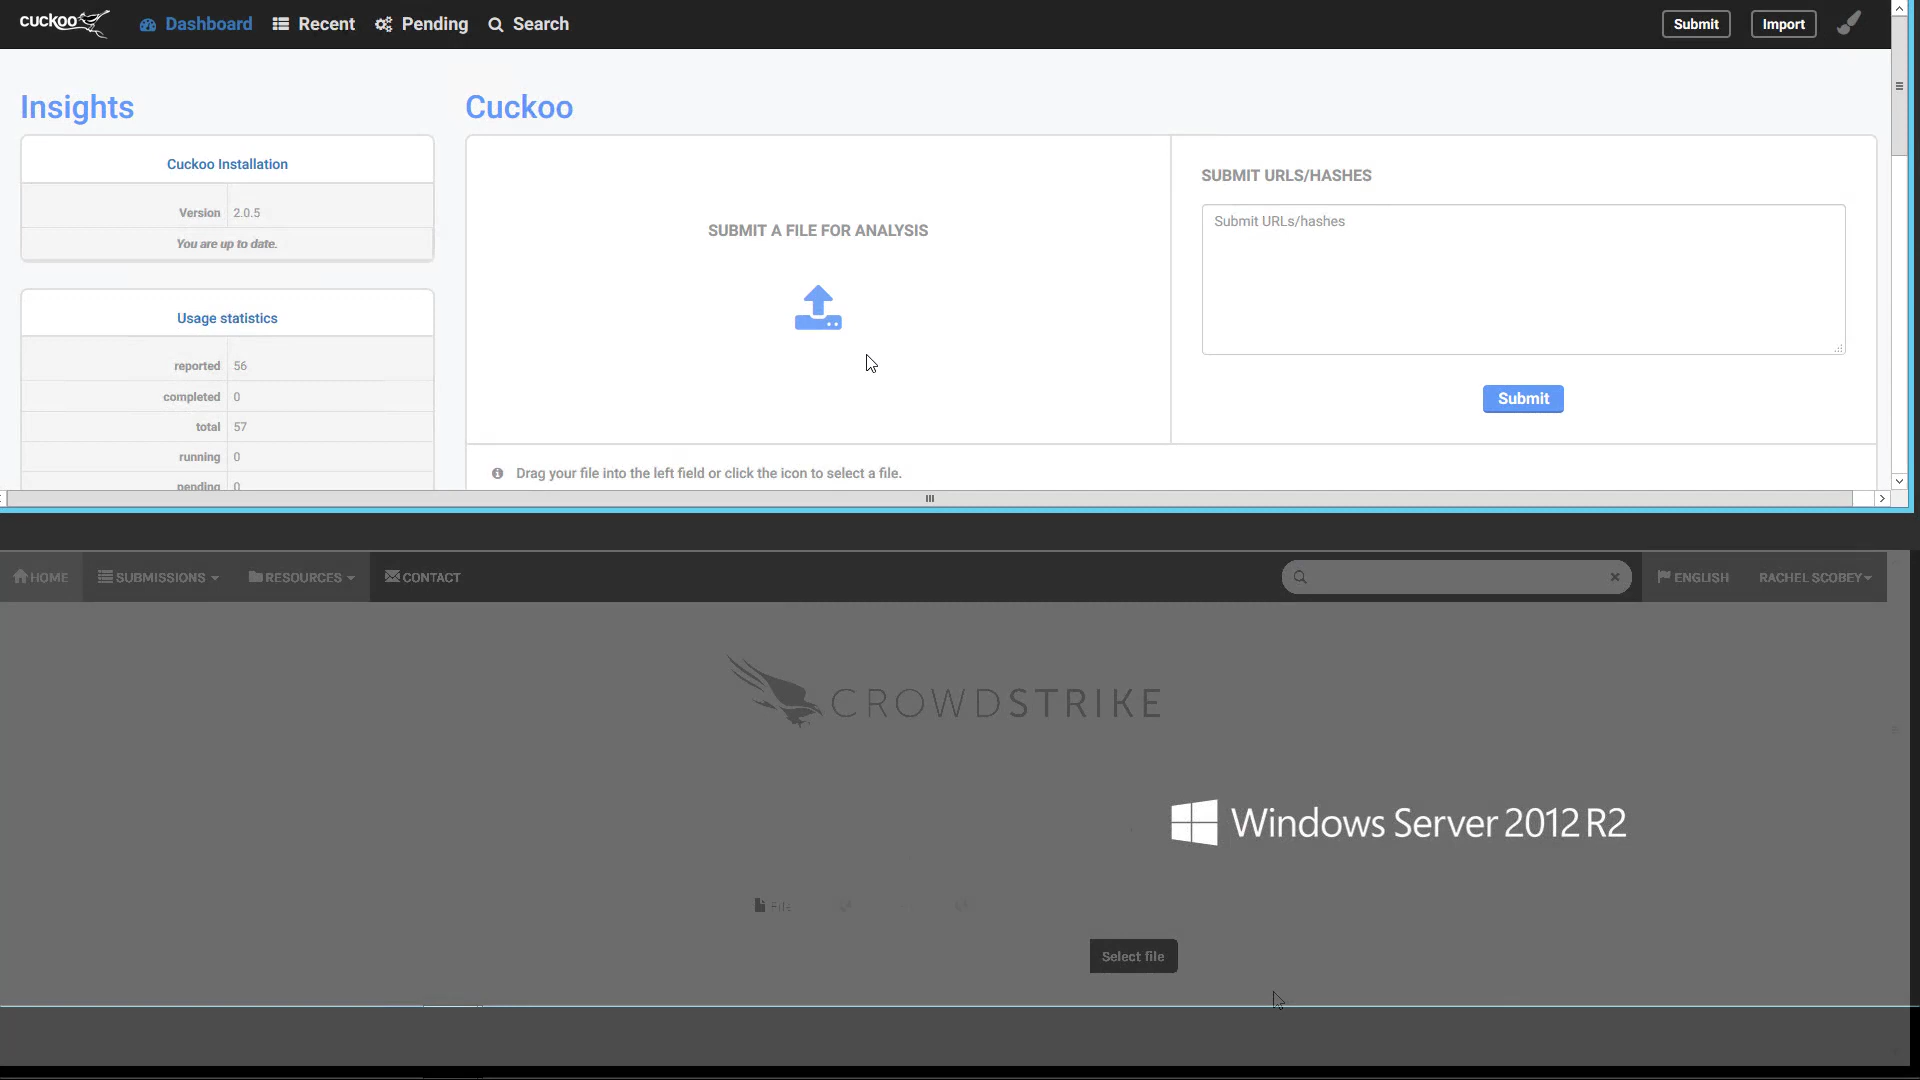 cuckoo Dashboard Recent Pending Search Submit Import
Insights
Cuckoo Installation
Version 2.0.5
You are up to date.
Usage statistics
reported 56
completed 0
total 57
running 0
pending 0
Cuckoo
SUBMIT A FILE FOR ANALYSIS
SUBMIT URLS/HASHES
Submit URLs/hashes
Submit
Drag your file into the left field or click the icon to select a file.
HOME SUBMISSIONS RESOURCES CONTACT ENGLISH RACHEL SCOBEY
CROWDSTRIKE
Windows Server 2012 R2
File
Select file